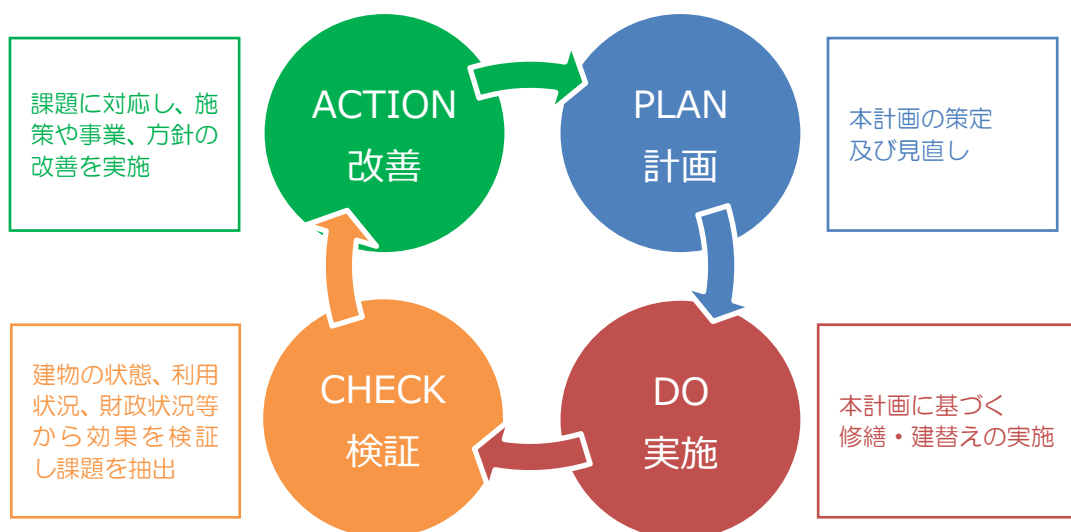 課題に対応し、施
策や事業、方針の
改善を実施
ACTION
改善
PLAN
計画
本計画の策定
及び見直し
建物の状態、利用
状況、財政状況等
から効果を検証
し課題を抽出
CHECK
検証
DO
実施
本計画に基づく
修繕・建替えの実施